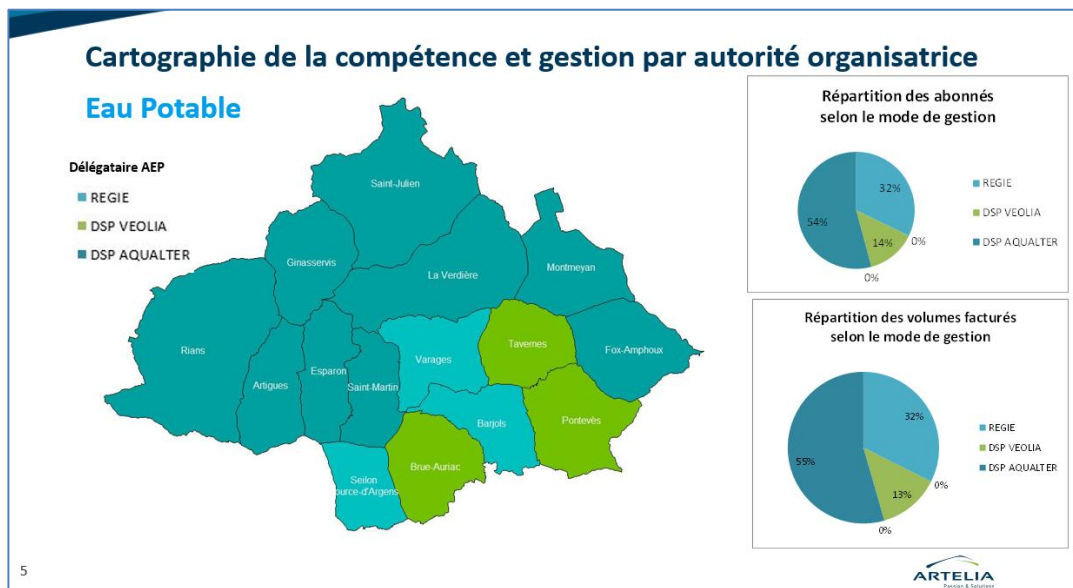 Cartographie de la compétence et gestion par autorité organisatrice
Eau Potable
Délégataire AEP
REGIE
DSP VEOLIA
DSP AQUALTER
Saint-Julien
Ginasservis
La Verdière
Montmeyan
Rians
Artigues
Esparon
Saint-Martin
Varages
Tavernes
Fox-Amphoux
Barjols
Pontevès
Brue-Auriac
Seilon
ource-d'Argens
Répartition des abonnés
selon le mode de gestion
32%
0%
14%
0%
54%
REGIE
DSP VEOLIA
DSP AQUALTER
Répartition des volumes facturés
selon le mode de gestion
32%
0%
13%
0%
55%
REGIE
DSP VEOLIA
DSP AQUALTER
5
ARTELIA
Passion & Solutions